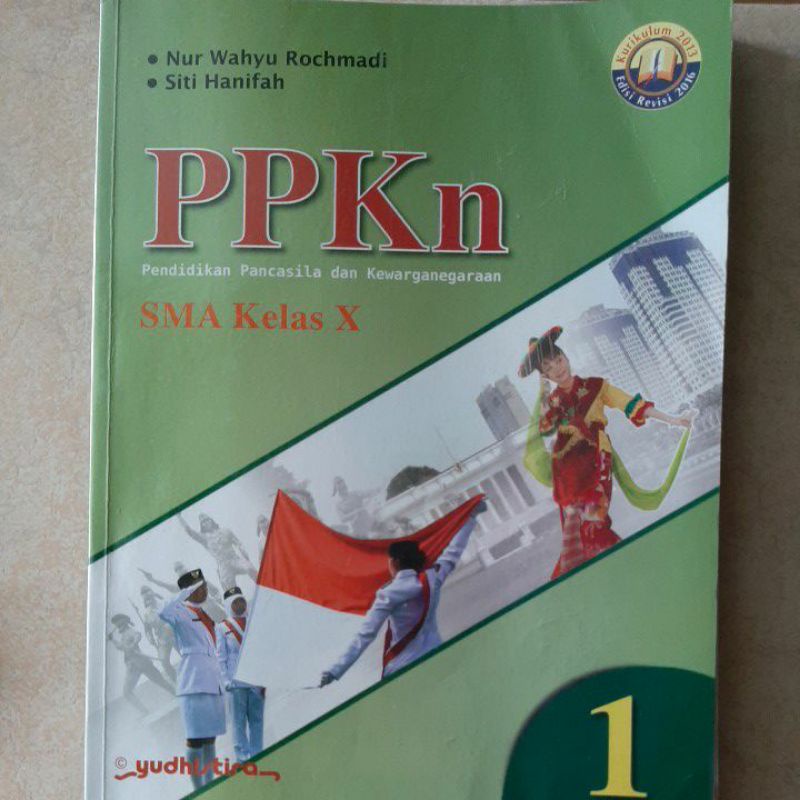 • Nur Wahyu Rochmadi
• Siti Hanifah
Kurikulum 2013
Edisi Revisi 2016
PPKn
Pendidikan Pancasila dan Kewarganegaraan
SMA Kelas X
© yudhistira
1